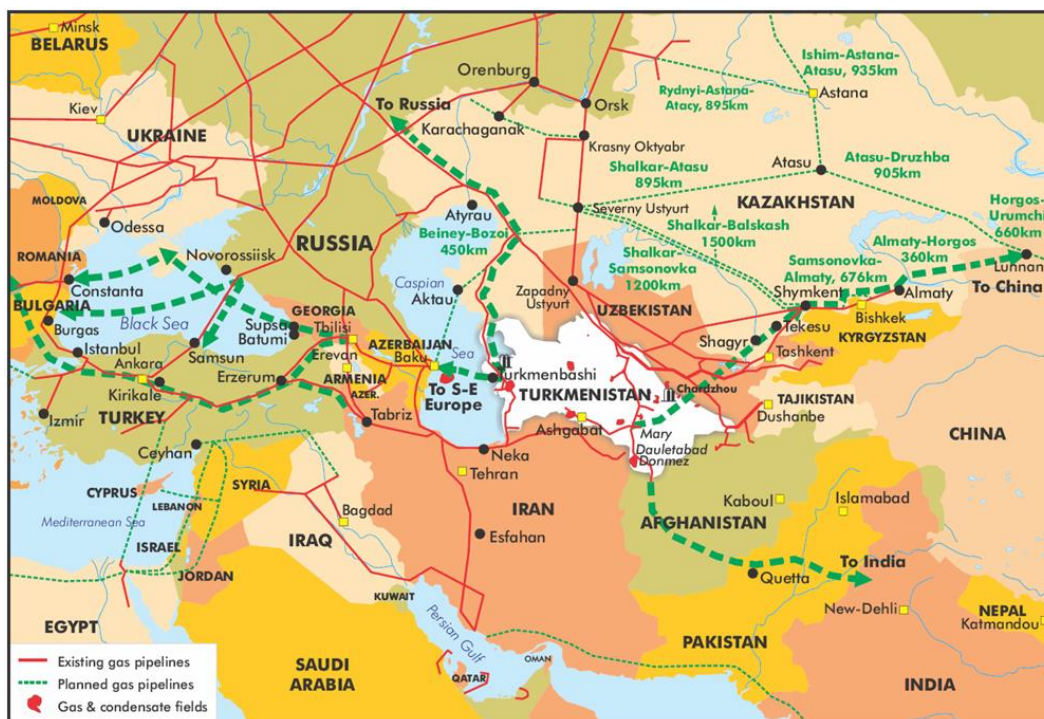 Minsk
BELARUS
Kiev
UKRAINE
MOLDOVA
Odessa
ROMANIA
Constanta
BULGARIA
Burgas
Istanbul
Ankara
Kirikale
TURKEY
Izmir
Ceyhan
Black Sea
Novorossiisk
Samsun
RUSSIA
GEORGIA
Supsa
Tbilisi
Batumi
Erevan
ARMENIA
AZER.
AZERBAIJAN
Baku
Erzerum
Tabriz
To Russia
Orenburg
Karachaganak
Orsk
Krasny Oktyabr
Atyrau
Beiney-Bozoi
450km
Caspian
Aktau
Sea
To S-E
Europe
Severny Ustyurt
Zapadny
Ustyurt
Shalkar-Atasu
895km
Shalkar-Balskash
1500km
Shalkar-
Samsonovka
1200km
Rydnyi-Astana-
Atacy, 895km
Ishim-Astana-
Atasu, 935km
Astana
Atasu
Atasu-Druzhba
905km
KAZAKHSTAN
Horgos-
Urumchi
660km
Almaty-Horgos
360km
Samsonovka-
Almaty, 676km
Luhnan
To China
Shymkent
Almaty
Bishkek
KYRGYZSTAN
Tekesu
Shagyr
Tashkent
UZBEKISTAN
Turkmenbashi
TURKMENISTAN
Chardzhou
Ashgabat
Mary
Dauletabad
Donmez
TAJIKISTAN
Dushanbe
CHINA
Neka
Tehran
IRAN
Esfahan
Kaboul
AFGHANISTAN
Islamabad
To India
Quetta
New-Dehli
PAKISTAN
NEPAL
Katmandou
INDIA
CYPRUS
Mediterranean Sea
LEBANON
SYRIA
ISRAEL
JORDAN
Bagdad
IRAQ
KUWAIT
Persian Gulf
QATAR
OMAN
EGYPT
SAUDI
ARABIA
Existing gas pipelines
Planned gas pipelines
Gas & condensate fields